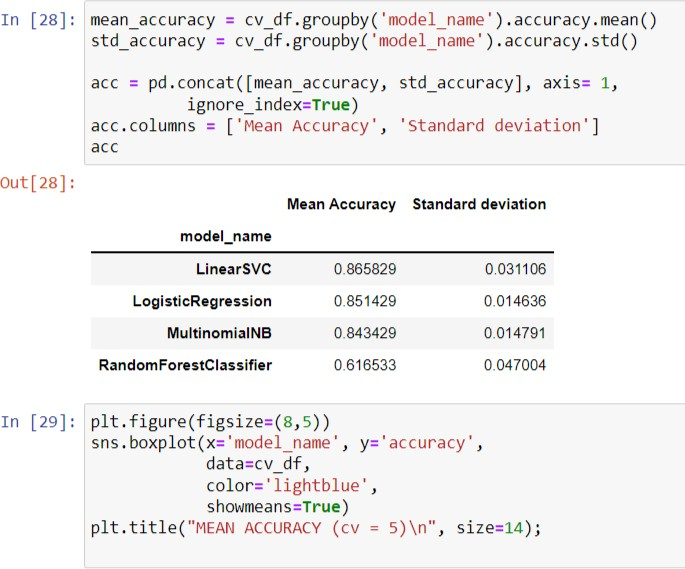 In [28]: mean_accuracy = cv_df.groupby('model_name').accuracy.mean()
std_accuracy = cv_df.groupby('model_name').accuracy.std()
acc = pd.concat([mean_accuracy, std_accuracy], axis= 1,
ignore_index=True)
acc.columns = ['Mean Accuracy', 'Standard deviation']
acc
Out[28]:
Mean Accuracy Standard deviation
model_name
LinearSVC 0.865829 0.031106
LogisticRegression 0.851429 0.014636
MultinomialNB 0.843429 0.014791
RandomForestClassifier 0.616533 0.047004
In [29]: plt.figure(figsize=(8,5))
sns.boxplot(x='model_name', y='accuracy',
data=cv_df,
color='lightblue',
showmeans=True)
plt.title("MEAN ACCURACY (cv = 5)\n", size=14);